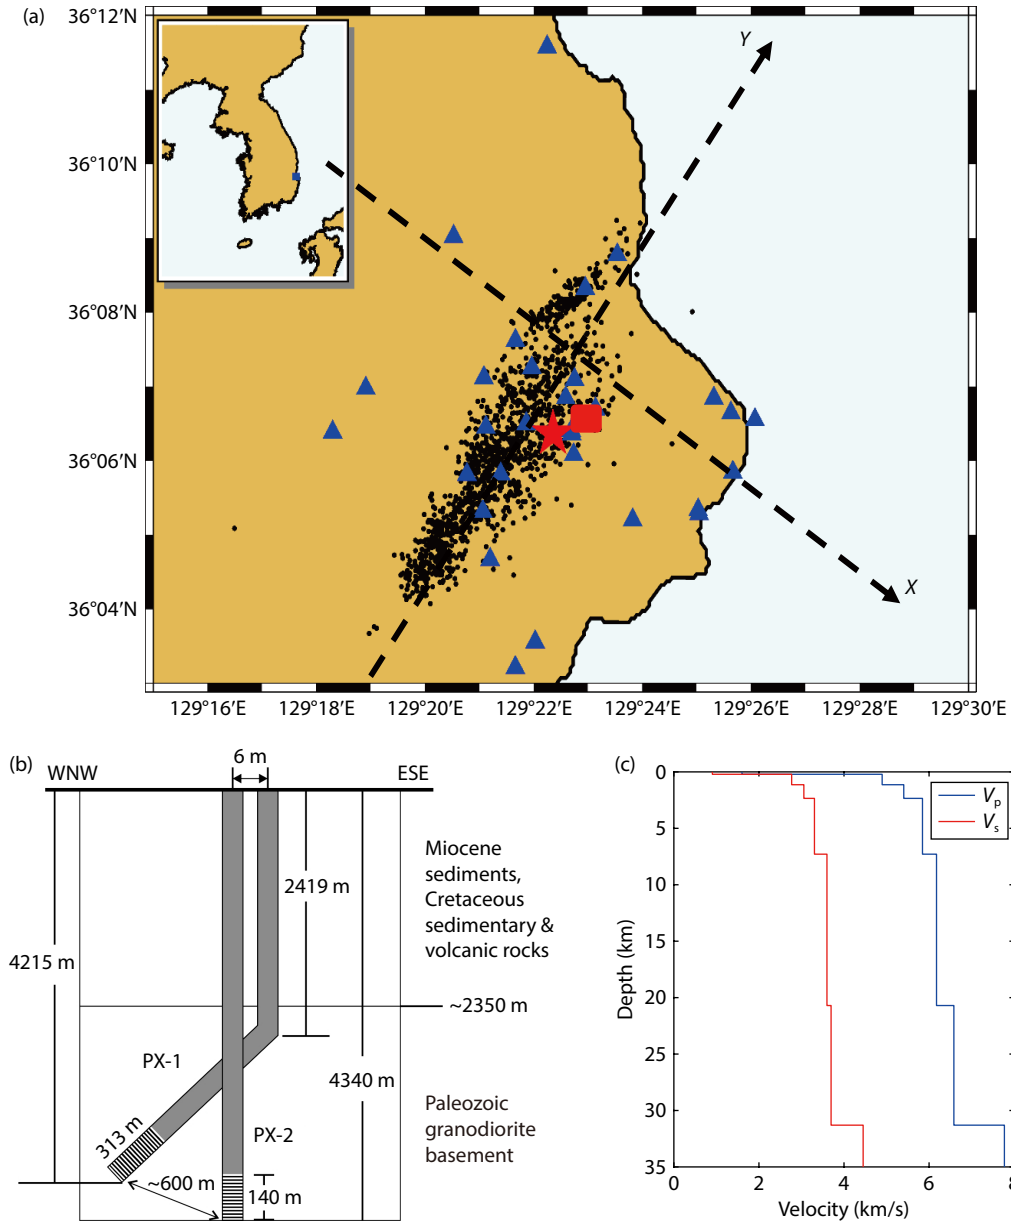 (a)
36°12′N
36°10′N
36°08′N
36°06′N
36°04′N
Y
X
129°16′E 129°18′E 129°20′E 129°22′E 129°24′E 129°26′E 129°28′E 129°30′E
(b)
WNW
6 m
ESE
2419 m
4215 m
Miocene
sediments,
Cretaceous
sedimentary &
volcanic rocks
~2350 m
PX-1
4340 m
313 m
PX-2
Paleozoic
granodiorite
basement
~600 m
140 m
(c)
Vp
Vs
0
5
10
15
20
25
30
35
Depth (km)
0 2 4 6 8
Velocity (km/s)